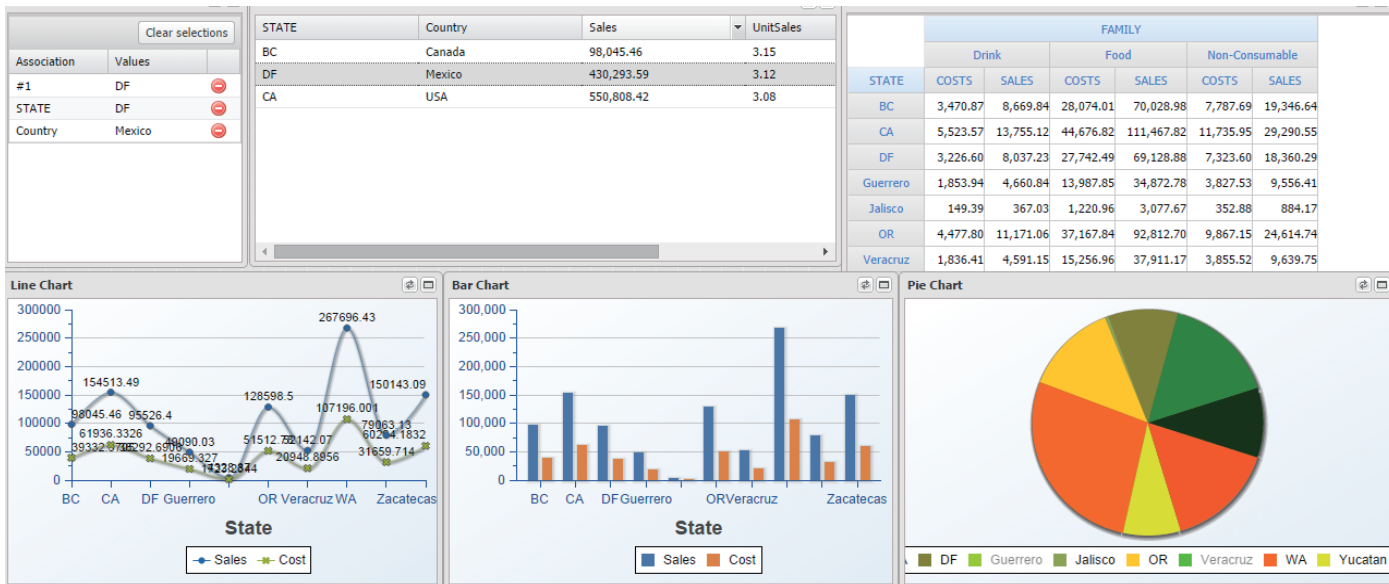 Clear selections
Association Values
#1 DF
STATE DF
Country Mexico
STATE Country Sales UnitSales
BC Canada 98,045.46 3.15
DF Mexico 430,293.59 3.12
CA USA 550,808.42 3.08
FAMILY
Drink Food Non-Consumable
STATE COSTS SALES COSTS SALES COSTS SALES
BC 3,470.87 8,669.84 28,074.01 70,028.98 7,787.69 19,346.64
CA 5,523.57 13,755.12 44,676.82 111,467.82 11,735.95 29,290.55
DF 3,226.60 8,037.23 27,742.49 69,128.88 7,323.60 18,360.29
Guerrero 1,853.94 4,660.84 13,987.85 34,872.78 3,827.53 9,556.41
Jalisco 149.39 367.03 1,220.96 3,077.67 352.88 884.17
OR 4,477.80 11,171.06 37,167.84 92,812.70 9,867.15 24,614.74
Veracruz 1,836.41 4,591.15 15,256.96 37,911.17 3,855.52 9,639.75
Line Chart
300000
250000
200000
150000
100000
50000
0
267696.43
154513.49
150143.09
128598.5
107196.001
98045.46
95526.4
79063.13
61936.3326
49090.03
52142.07
19669.327
20948.8956
31659.714
BC CA DF Guerrero OR Veracruz WA Zacatecas
State
Sales Cost
Bar Chart
300,000
250,000
200,000
150,000
100,000
50,000
0
BC CA DF Guerrero OR Veracruz Zacatecas
State
Sales Cost
Pie Chart
DF Guerrero Jalisco OR Veracruz WA Yucatan